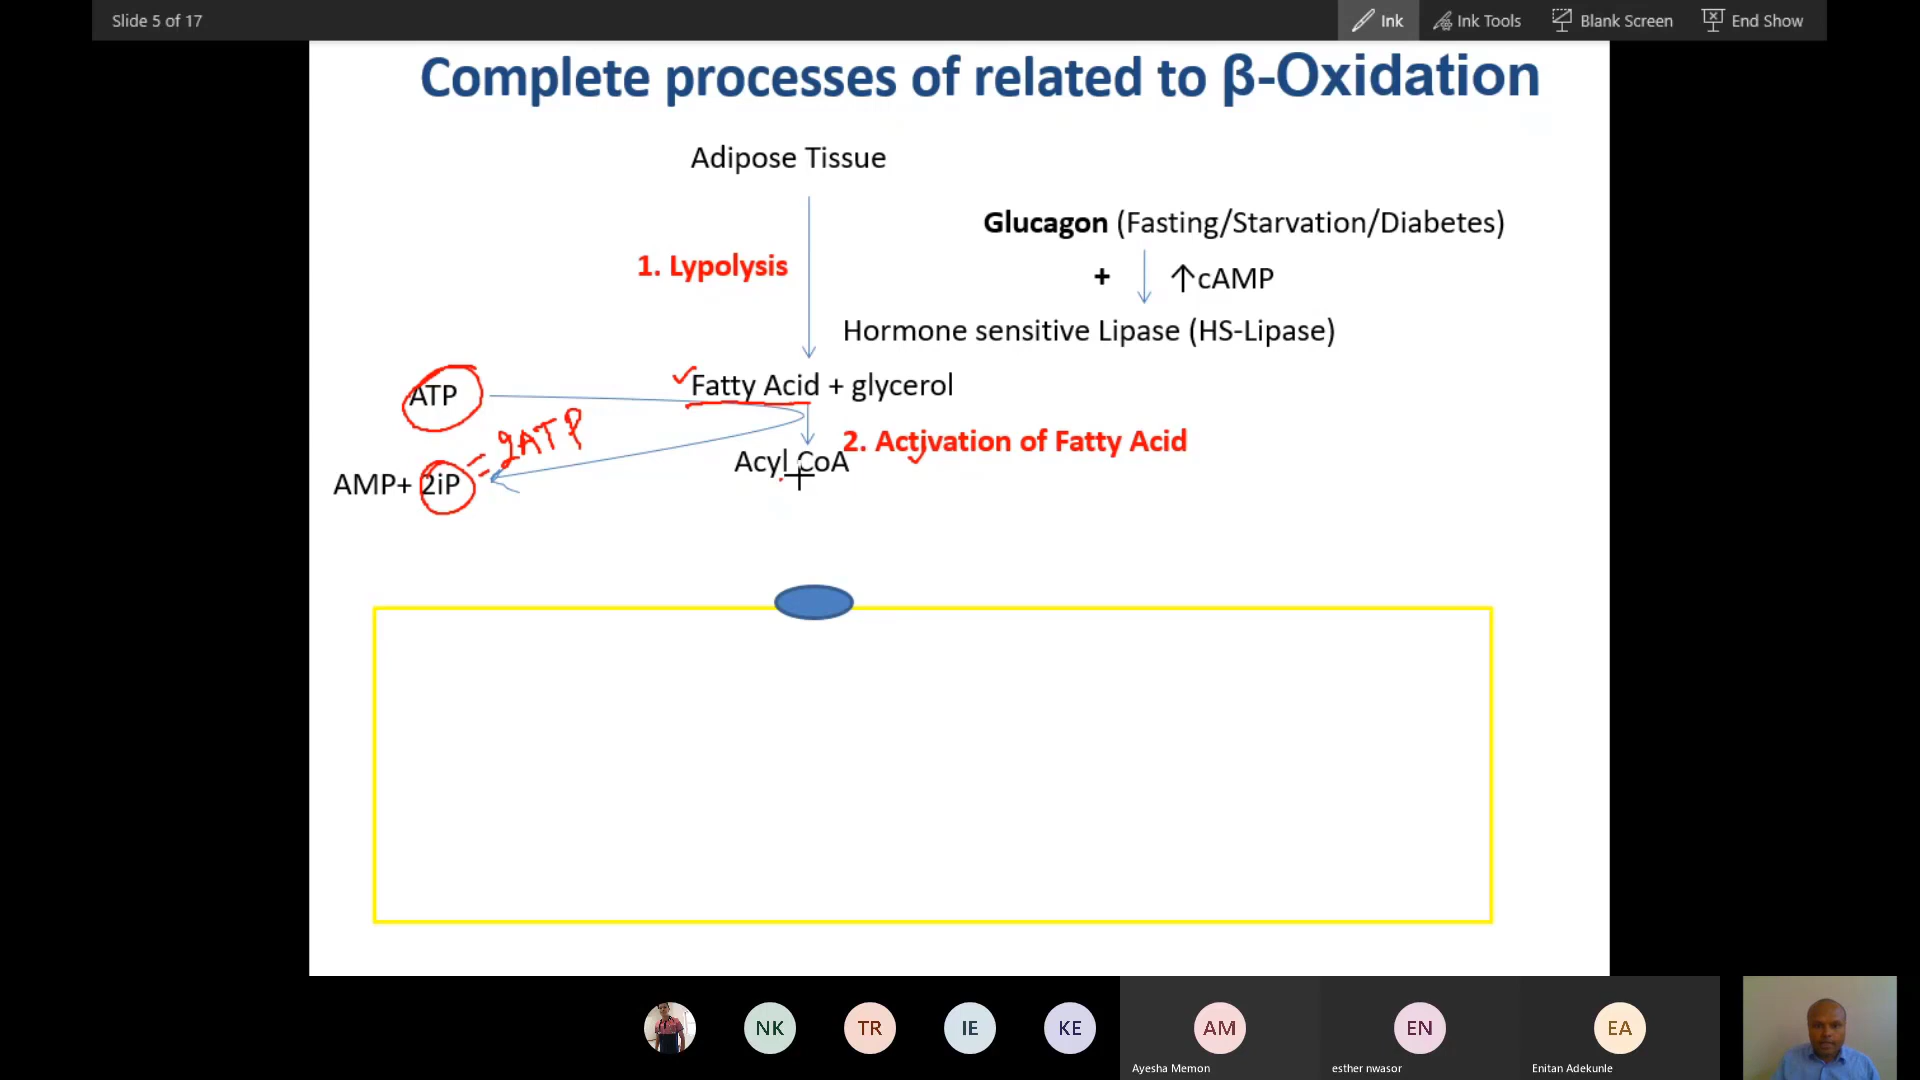 Slide 5 of 17
Ink
Ink Tools
Blank Screen
End Show
Complete processes of related to β-Oxidation
Adipose Tissue
Glucagon (Fasting/Starvation/Diabetes)
1. Lypolysis
+ ↑cAMP
Hormone sensitive Lipase (HS-Lipase)
ATP
Fatty Acid + glycerol
= 2ATP
2. Activation of Fatty Acid
Acyl CoA
AMP+ 2iP
NK
TR
IE
KE
AM
EN
EA
Ayesha Memon
esther nwasor
Enitan Adekunle